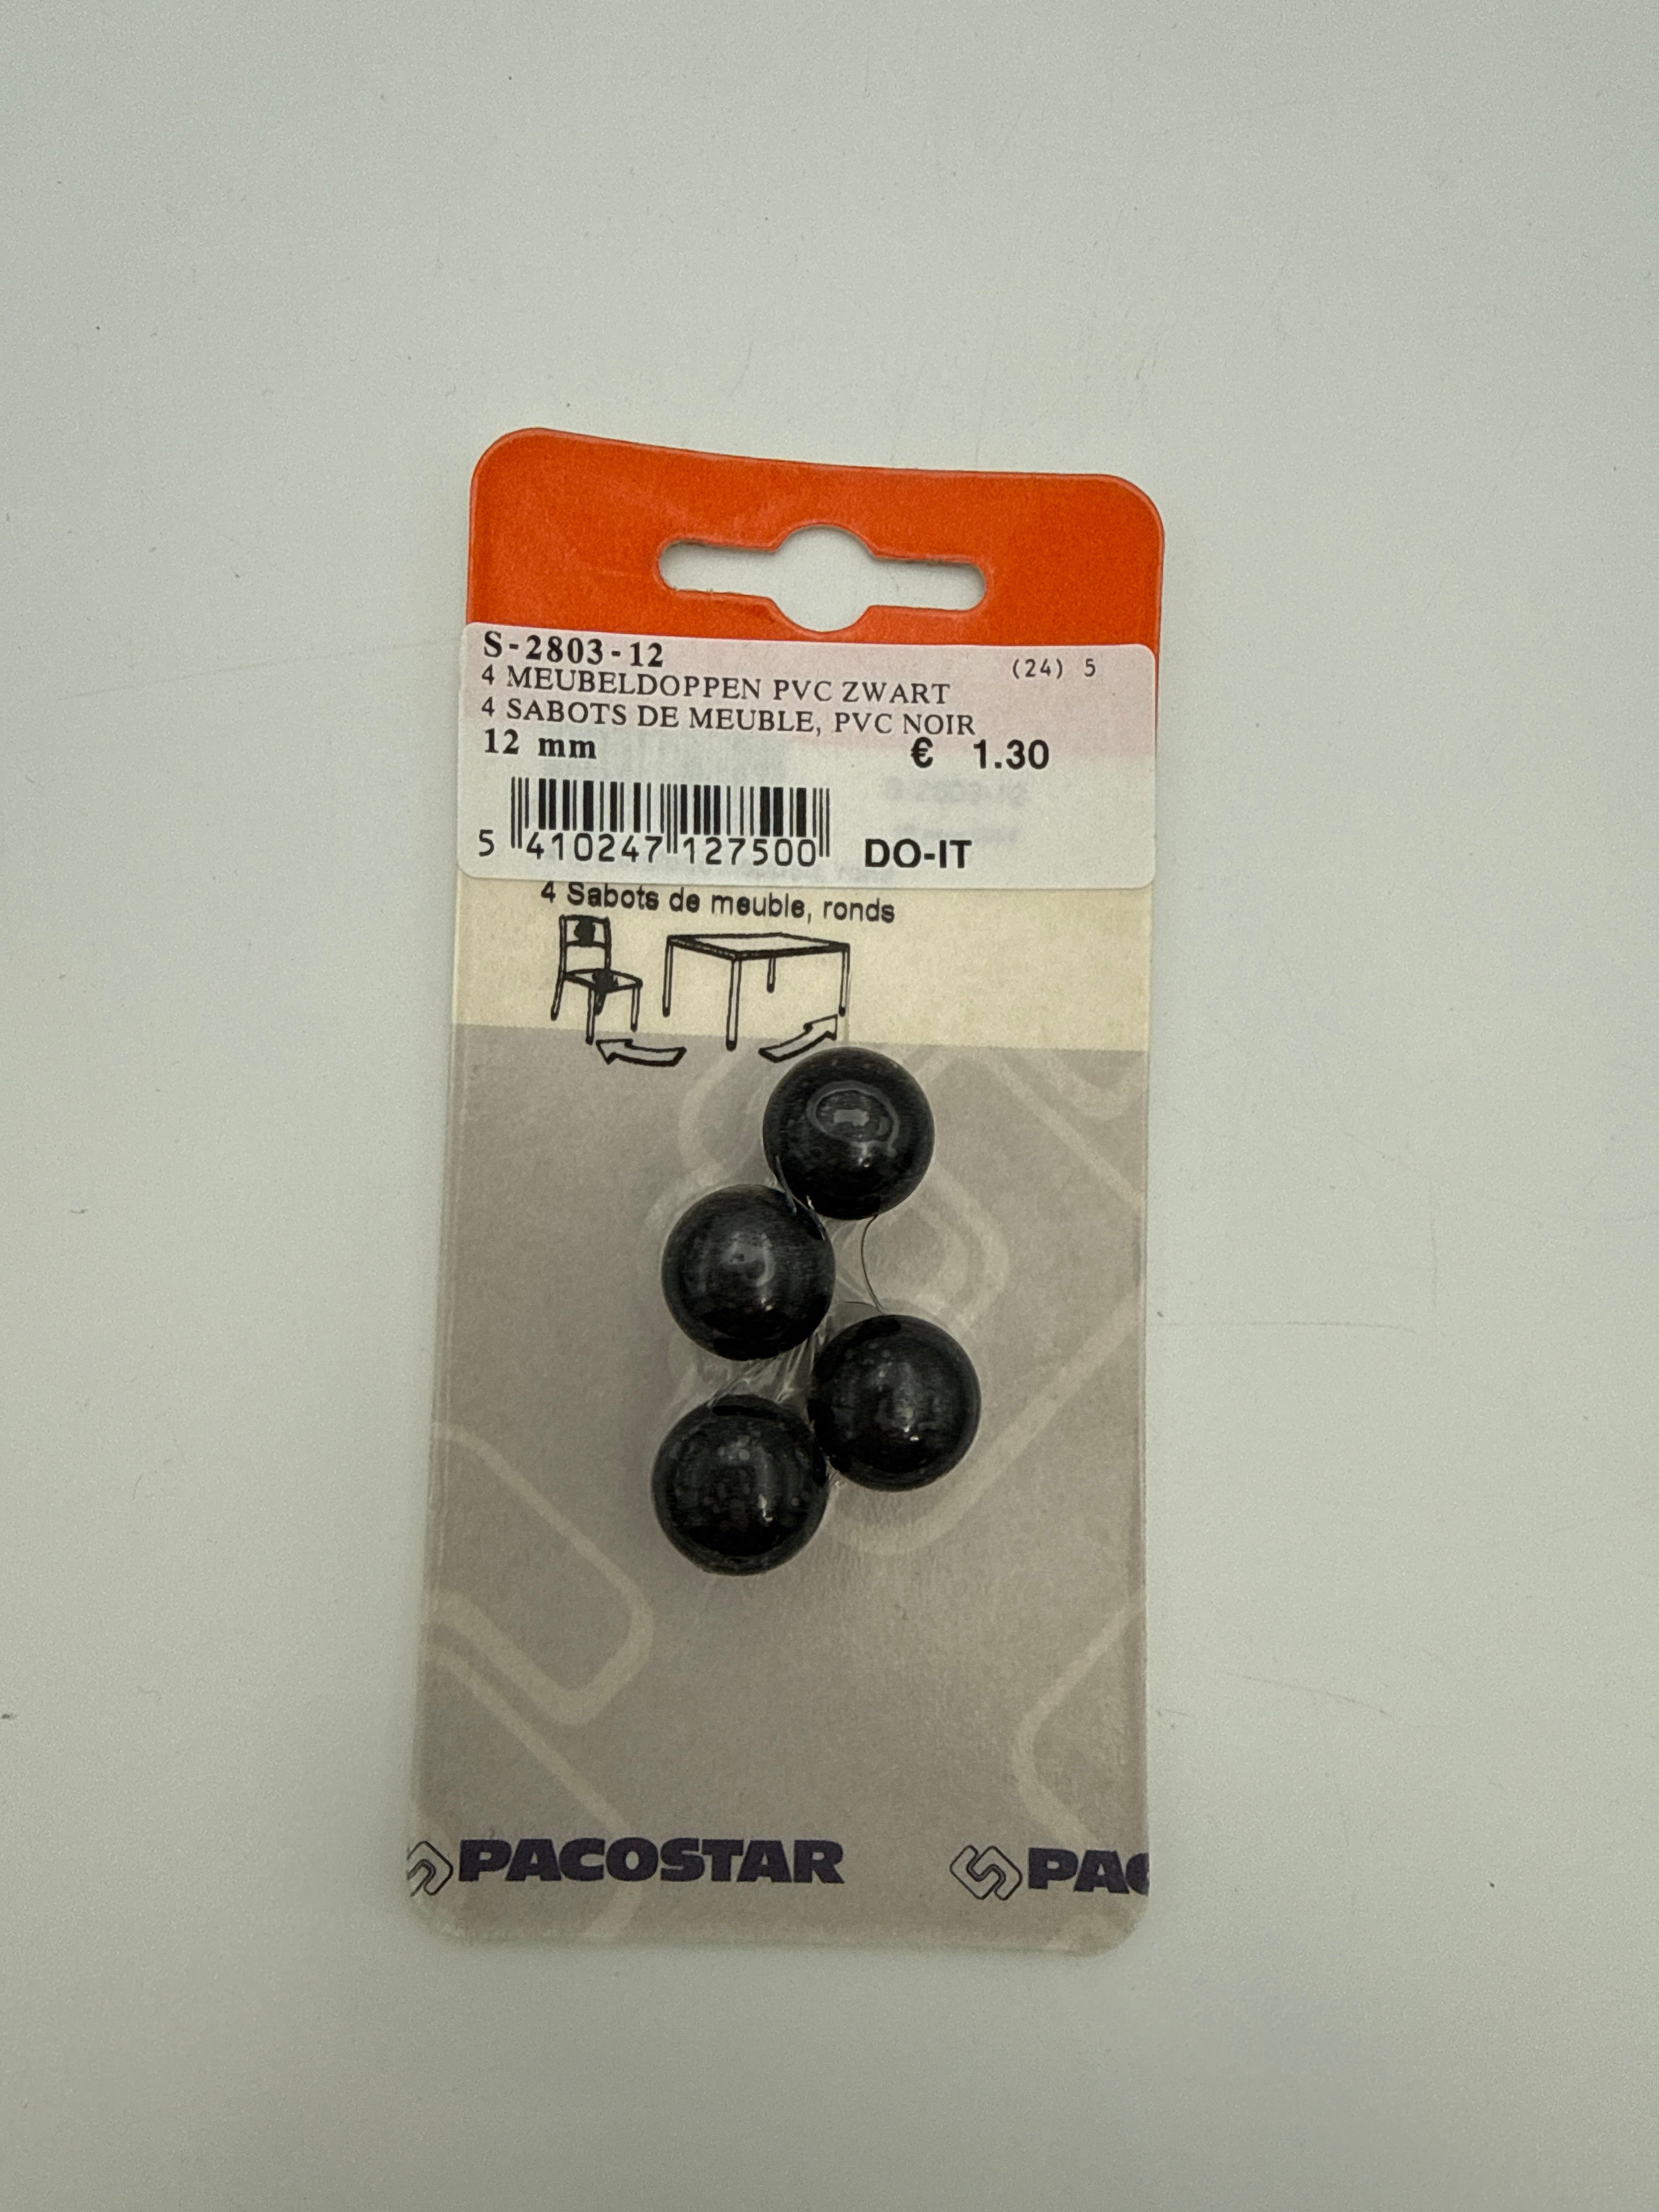 S-2803-12
(24) 5
4 MEUBELDOPPEN PVC ZWART
4 SABOTS DE MEUBLE, PVC NOIR
12 mm € 1.30
5 410247 127500 DO-IT
4 Sabots de meuble, ronds
PACOSTAR PAC